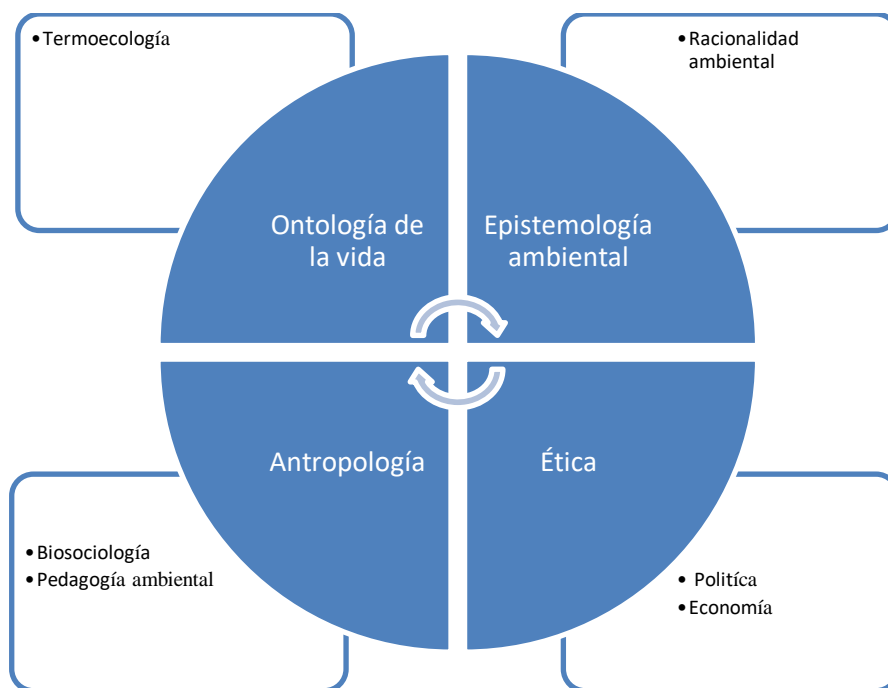 •Termoecología
•Racionalidad
ambiental
Ontología de
la vida
Epistemología
ambiental
Antropología
Ética
•Biosociología
•Pedagogía ambiental
• Politíca
•Economía